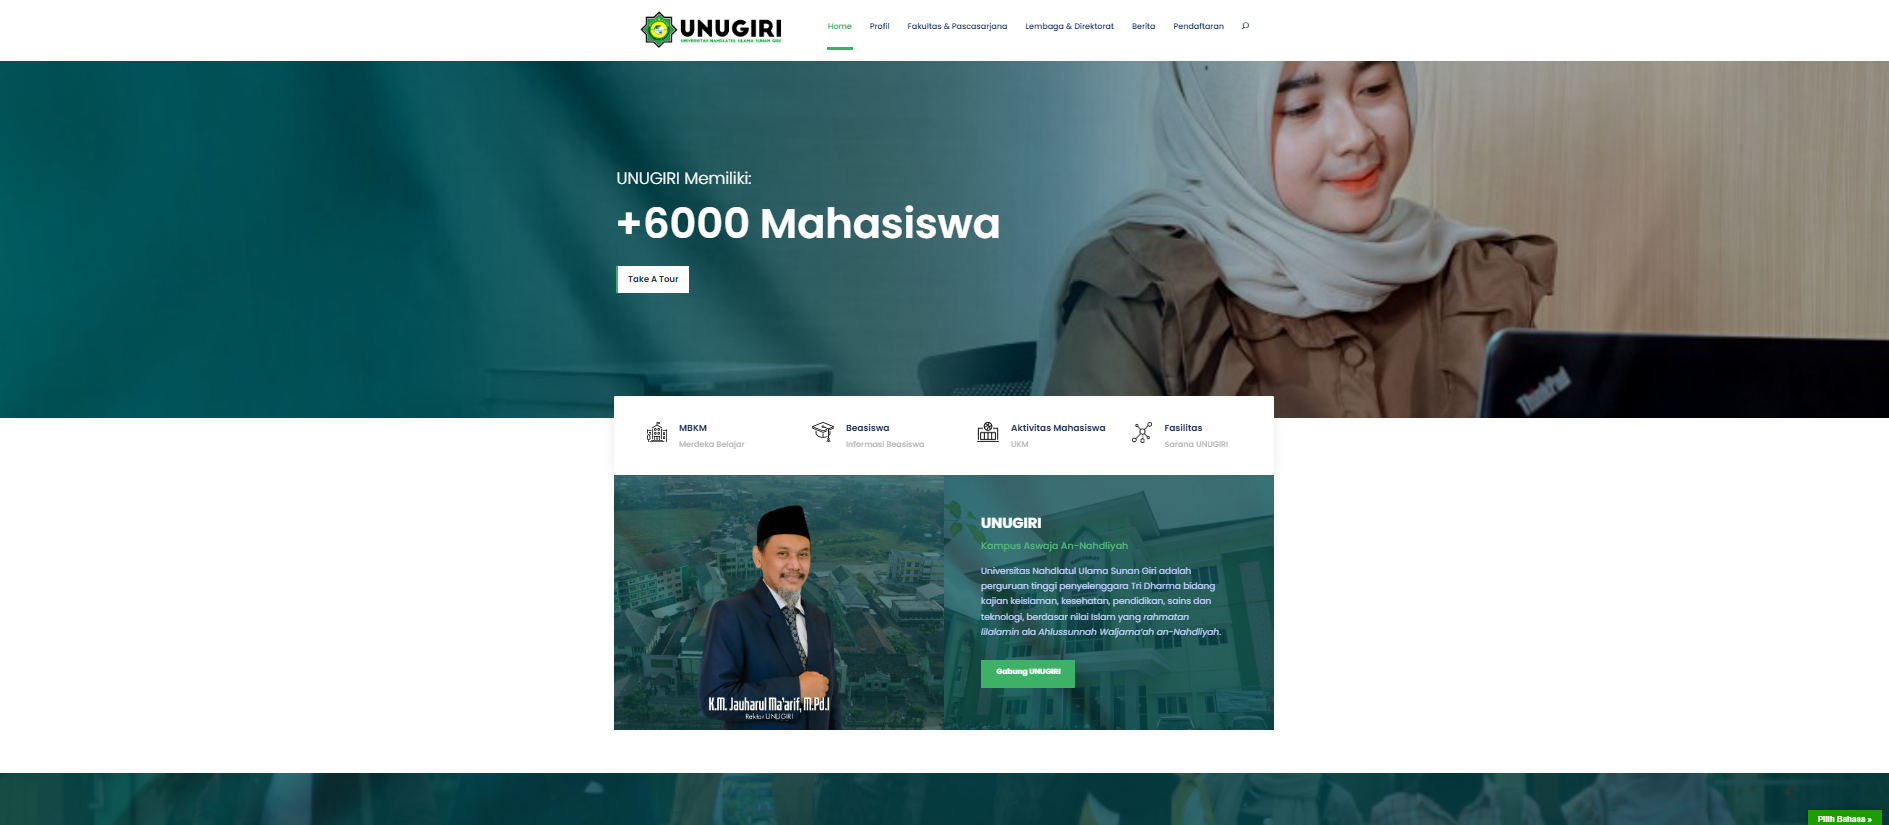 UNUGIRI
UNIVERSITAS NAHDLATUL ULAMA SUNAN GIRI
Home
Profil
Fakultas & Pascasarjana
Lembaga & Direktorat
Berita
Pendaftaran
UNUGIRI Memiliki:
+6000 Mahasiswa
Take A Tour
MBKM
Merdeka Belajar
Beasiswa
Informasi Beasiswa
Aktivitas Mahasiswa
UKM
Fasilitas
Sarana UNUGIRI
K.M. Jauharul Ma'arif, M.Pd.I
Rektor UNUGIRI
UNUGIRI
Kampus Aswaja An-Nahdliyah
Universitas Nahdlatul Ulama Sunan Giri adalah
perguruan tinggi penyelenggara Tri Dharma bidang
kajian keislaman, kesehatan, pendidikan, sains dan
teknologi, berdasar nilai Islam yang rahmatan
lilalamin ala Ahlussunnah Waljama'ah an-Nahdliyah.
Gabung UNUGIRI
Pilih Bahasa »